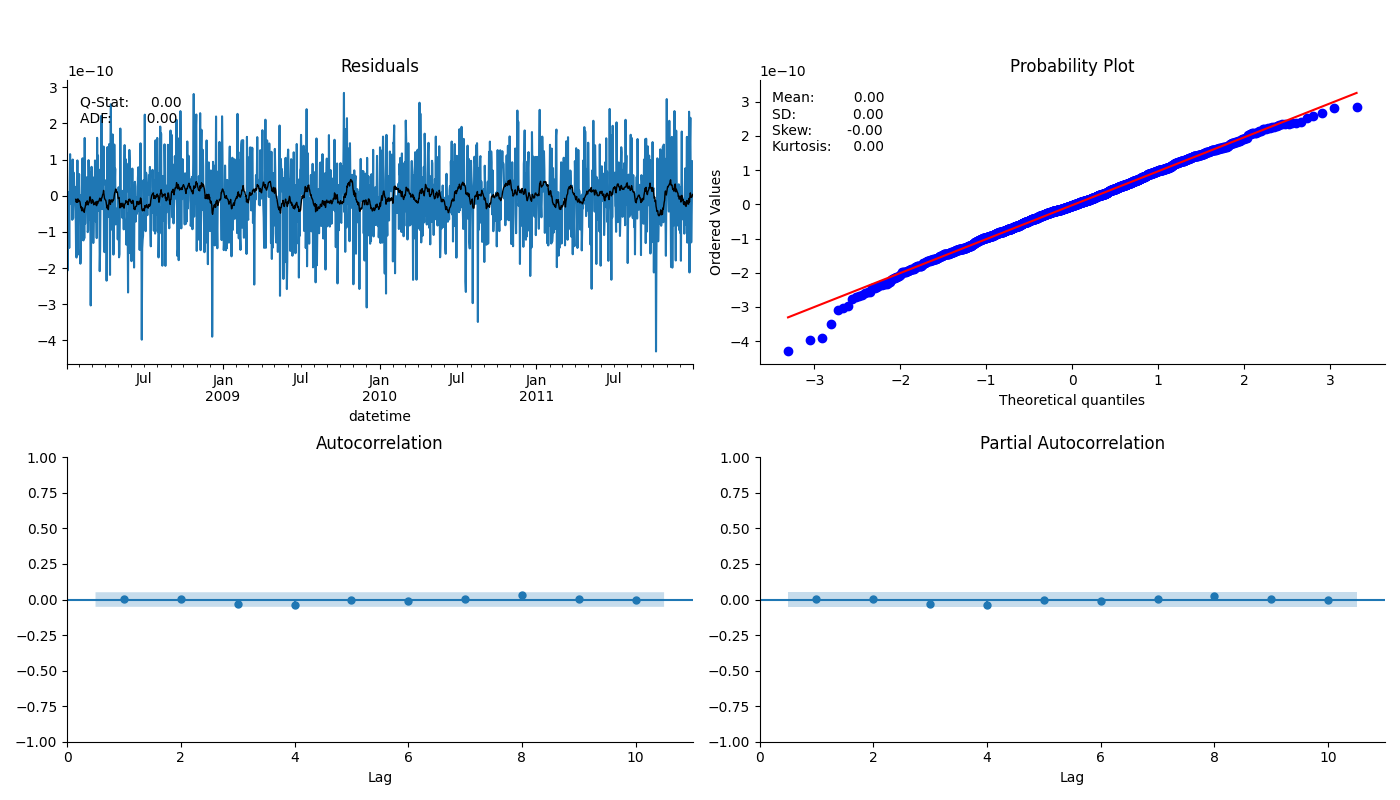 Residuals
1e−10
Q-Stat: 0.00
ADF: 0.00
3
2
1
0
−1
−2
−3
−4
Jul
Jan
2009
Jul
Jan
2010
Jul
Jan
2011
Jul
datetime
Probability Plot
1e−10
Mean: 0.00
SD: 0.00
Skew: -0.00
Kurtosis: 0.00
Ordered Values
3
2
1
0
−1
−2
−3
−4
−3 −2 −1 0 1 2 3
Theoretical quantiles
Autocorrelation
1.00
0.75
0.50
0.25
0.00
−0.25
−0.50
−0.75
−1.00
0 2 4 6 8 10
Lag
Partial Autocorrelation
1.00
0.75
0.50
0.25
0.00
−0.25
−0.50
−0.75
−1.00
0 2 4 6 8 10
Lag